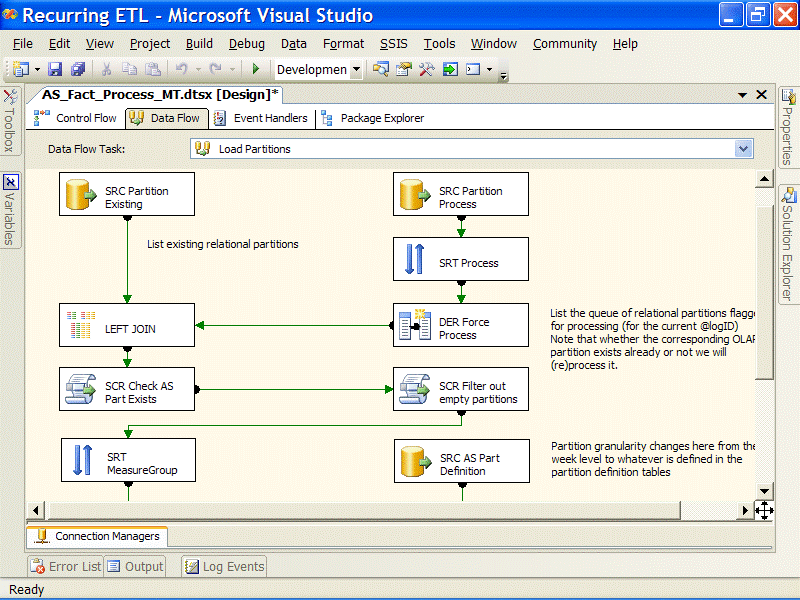 Recurring ETL - Microsoft Visual Studio
File Edit View Project Build Debug Data Format SSIS Tools Window Community Help
Developmen
AS_Fact_Process_MT.dtsx [Design]*
Control Flow Data Flow Event Handlers Package Explorer
Data Flow Task: Load Partitions
Toolbox
Variables
Properties
Solution Explorer
SRC Partition
Existing
SRC Partition
Process
List existing relational partitions
SRT Process
LEFT JOIN
DER Force
Process
List the queue of relational partitions flagge
for processing (for the current @logID)
Note that whether the corresponding OLAP
partition exists already or not we will
(re)process it.
SCR Check AS
Part Exists
SCR Filter out
empty partitions
SRT
MeasureGroup
SRC AS Part
Definition
Partition granularity changes here from the
week level to whatever is defined in the
partition definition tables
Connection Managers
Error List Output Log Events
Ready